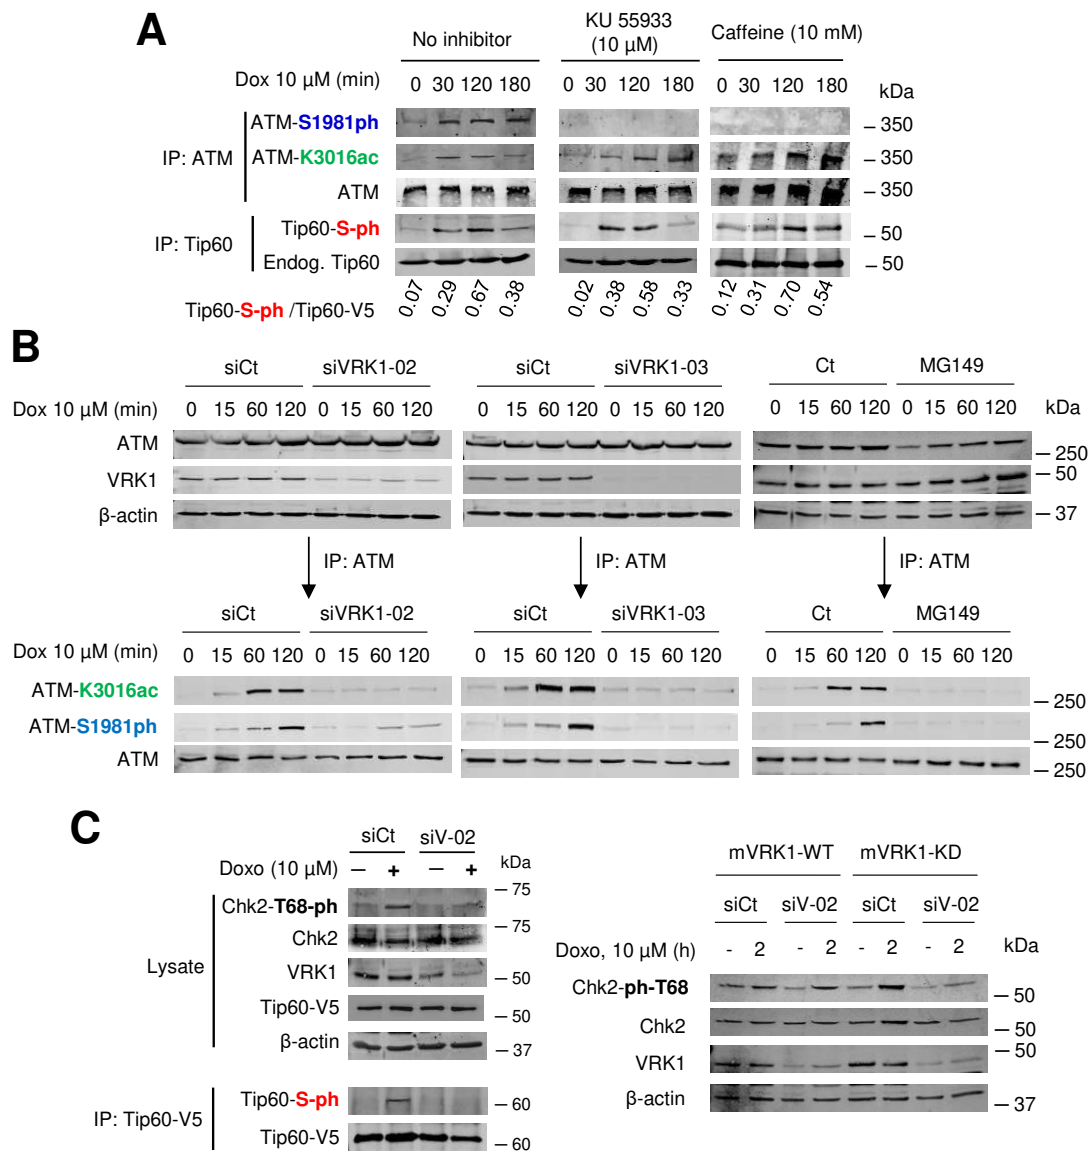 A
No inhibitor
KU 55933
(10 µM)
Caffeine (10 mM)
Dox 10 µM (min)
0 30 120 180
0 30 120 180
0 30 120 180
kDa
IP: ATM
ATM-S1981ph
– 350
ATM-K3016ac
– 350
ATM
– 350
IP: Tip60
Tip60-S-ph
– 50
Endog. Tip60
– 50
Tip60-S-ph /Tip60-V5
0.07 0.29 0.67 0.38
0.02 0.38 0.58 0.33
0.12 0.31 0.70 0.54
B
siCt siVRK1-02
siCt siVRK1-03
Ct MG149
Dox 10 µM (min)
0 15 60 120 0 15 60 120
0 15 60 120 0 15 60 120
0 15 60 120 0 15 60 120
kDa
ATM
– 250
VRK1
– 50
β-actin
– 37
IP: ATM
IP: ATM
IP: ATM
siCt siVRK1-02
siCt siVRK1-03
Ct MG149
Dox 10 µM (min)
0 15 60 120 0 15 60 120
0 15 60 120 0 15 60 120
0 15 60 120 0 15 60 120
ATM-K3016ac
– 250
ATM-S1981ph
– 250
ATM
– 250
C
siCt siV-02
Doxo (10 µM)
– + – +
kDa
– 75
Lysate
Chk2-T68-ph
– 75
Chk2
VRK1
– 50
Tip60-V5
– 50
β-actin
– 37
IP: Tip60-V5
Tip60-S-ph
– 60
Tip60-V5
– 60
mVRK1-WT mVRK1-KD
siCt siV-02 siCt siV-02
Doxo, 10 µM (h)
- 2 - 2 - 2 - 2
kDa
Chk2-ph-T68
– 50
Chk2
– 50
– 50
VRK1
β-actin
– 37